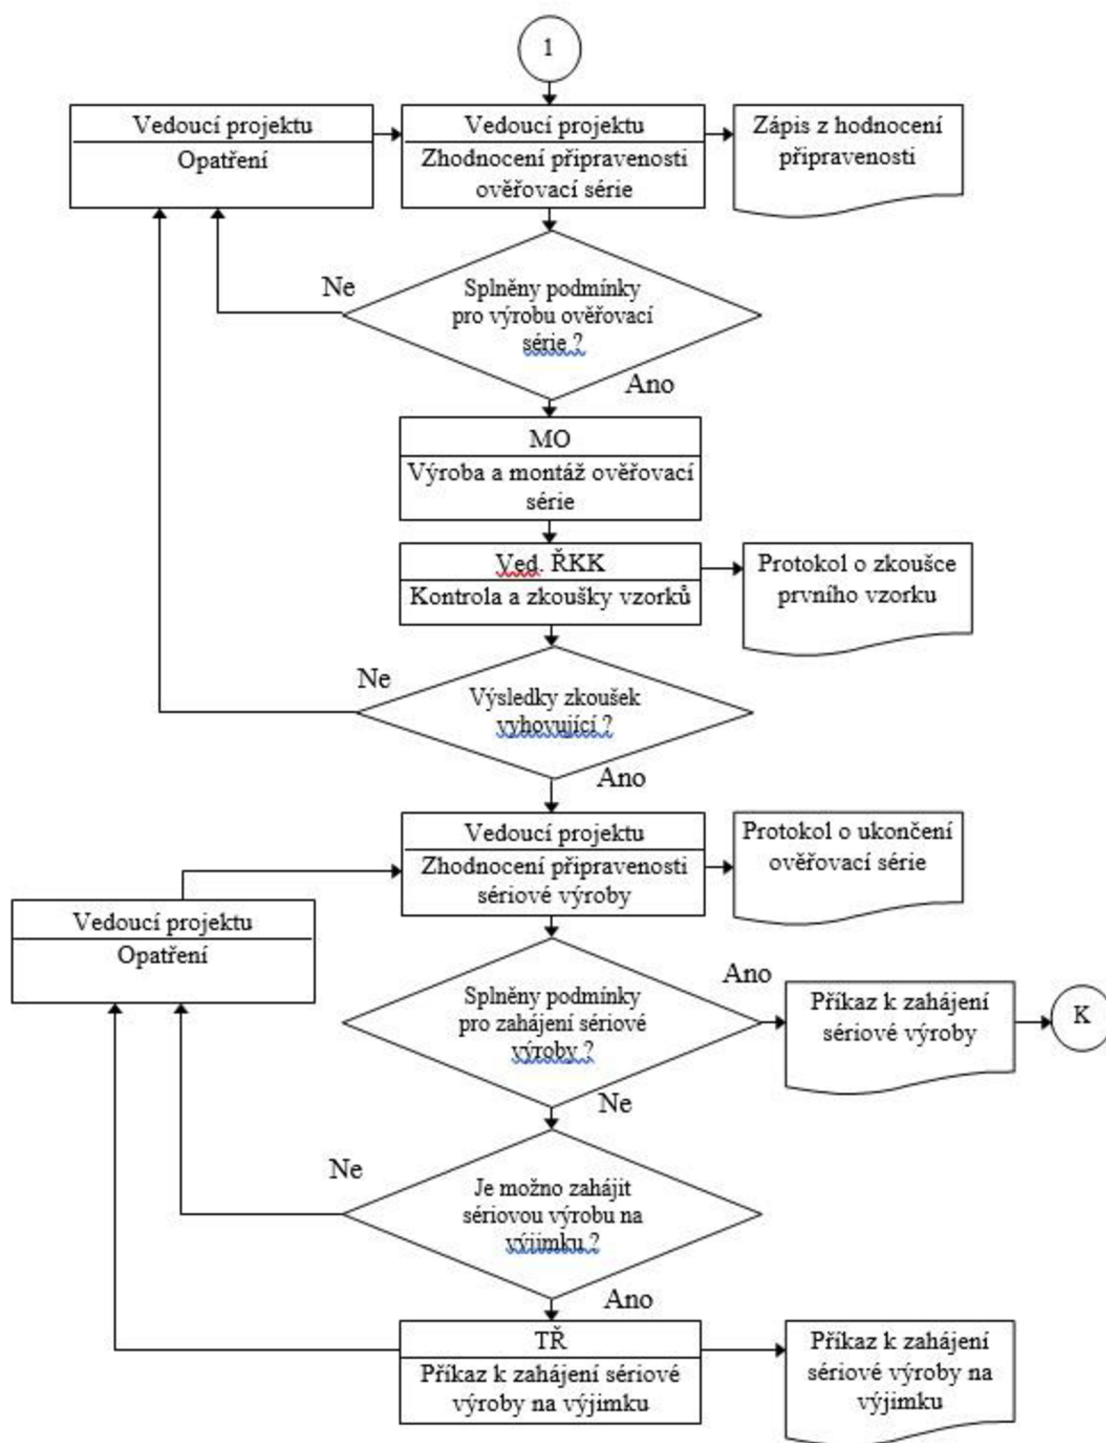 1
Vedoucí projektu
Opatření
Vedoucí projektu
Zhodnocení připravenosti
ověřovací série
Zápis z hodnocení
připravenosti
Ne
Splněny podmínky
pro výrobu ověřovací
série ?
Ano
MO
Výroba a montáž ověřovací
série
Ved. ŘKK
Kontrola a zkoušky vzorků
Protokol o zkoušce
prvního vzorku
Ne
Výsledky zkoušek
vyhovující ?
Ano
Vedoucí projektu
Zhodnocení připravenosti
sériové výroby
Protokol o ukončení
ověřovací série
Vedoucí projektu
Opatření
Splněny podmínky
pro zahájení sériové
výroby ?
Ano
Příkaz k zahájení
sériové výroby
K
Ne
Ne
Je možno zahájit
sériovou výrobu na
výjimku ?
Ano
TŘ
Příkaz k zahájení sériové
výroby na výjimku
Příkaz k zahájení
sériové výroby na
výjimku